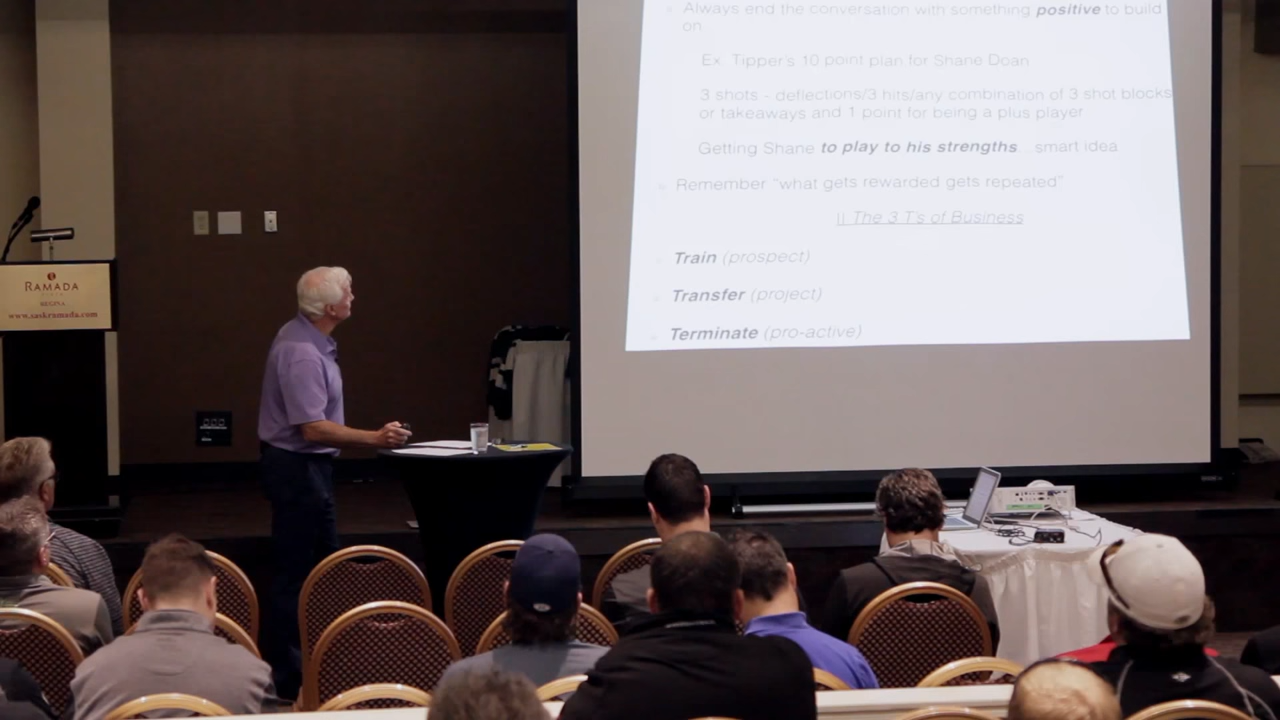 Always end the conversation with something positive to build
on
Ex. Tipper's 10 point plan for Shane Doan
3 shots - deflections/3 hits/any combination of 3 shot blocks
or takeaways and 1 point for being a plus player
Getting Shane to play to his strengths...smart idea
Remember "what gets rewarded gets repeated"
|| The 3 T's of Business
Train (prospect)
Transfer (project)
Terminate (pro-active)
RAMADA
REGINA
www.saskramada.com